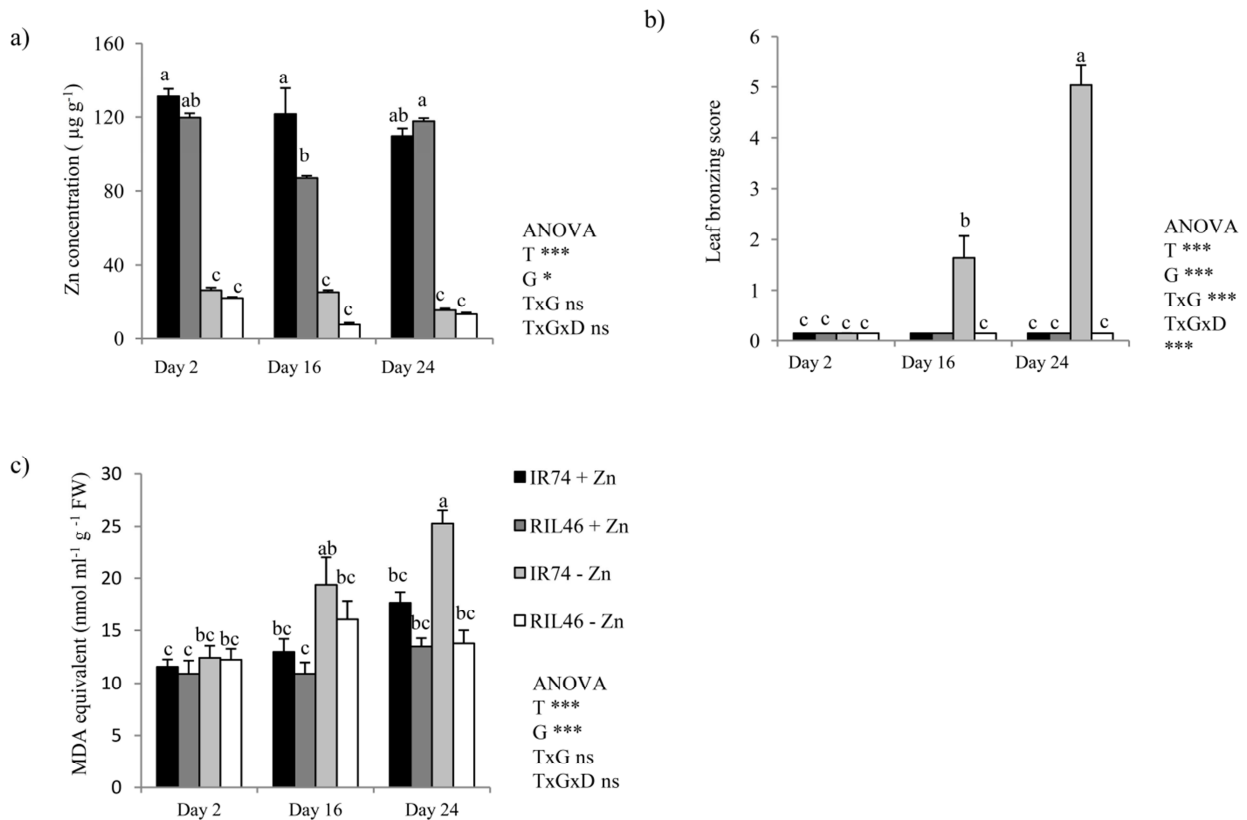 a)
Zn concentration ( µg g-1)
160
120
80
40
0
a
ab
c
c
a
b
c
c
ab
a
c
c
Day 2
Day 16
Day 24
ANOVA
T ***
G *
TxG ns
TxGxD ns
b)
Leaf bronzing score
6
5
4
3
2
1
0
c
c
c
c
b
c
c
c
a
c
Day 2
Day 16
Day 24
ANOVA
T ***
G ***
TxG ***
TxGxD
***
c)
MDA equivalent (nmol ml-1 g -1 FW)
30
25
20
15
10
5
0
c
c
bc
bc
bc
c
ab
bc
bc
bc
a
bc
Day 2
Day 16
Day 24
IR74 + Zn
RIL46 + Zn
IR74 - Zn
RIL46 - Zn
ANOVA
T ***
G ***
TxG ns
TxGxD ns